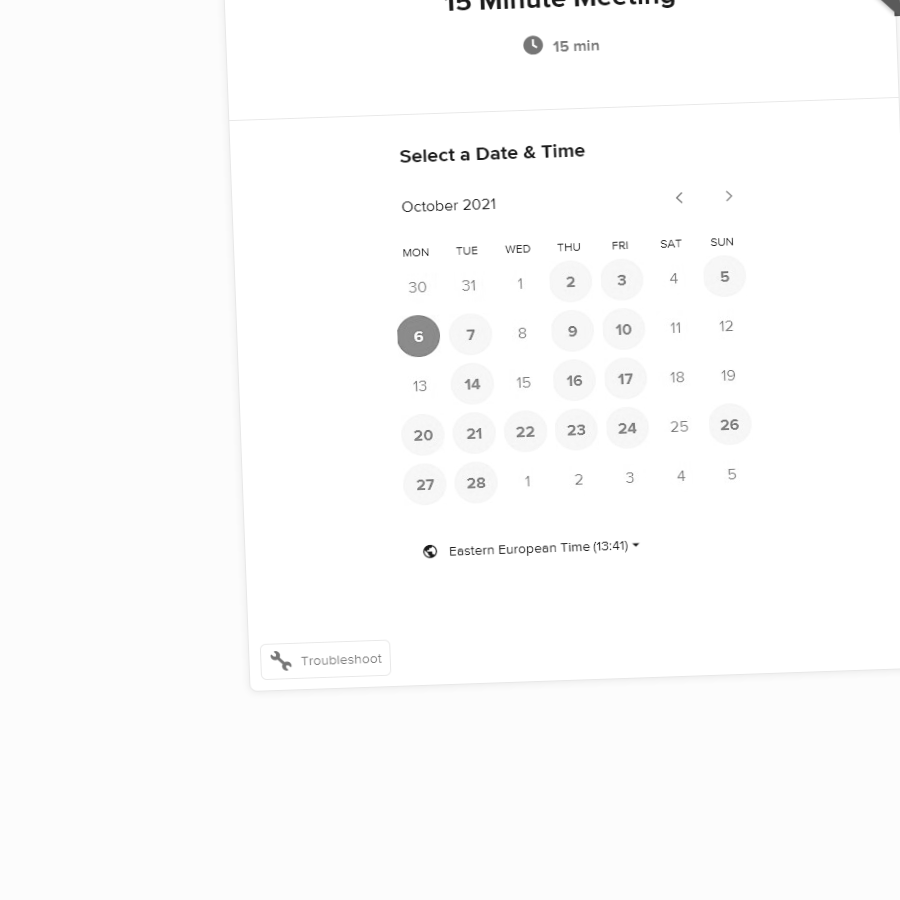 15 Minute Meeting
15 min
Select a Date & Time
October 2021
MON TUE WED THU FRI SAT SUN
30 31 1 2 3 4 5
6 7 8 9 10 11 12
13 14 15 16 17 18 19
20 21 22 23 24 25 26
27 28 1 2 3 4 5
Eastern European Time (13:41)
Troubleshoot